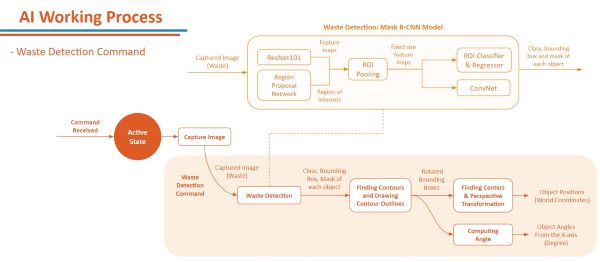 AI Working Process
- Waste Detection Command
Waste Detection: Mask R-CNN Model
Captured Image
(Waste)
ResNet101
Feature
maps
Region
Proposal
Network
Region of
Interests
ROI
Pooling
Fixed size
feature
maps
ROI Classifier
& Regressor
ConvNet
Class, bounding
box and mask of
each object
Command
Received
Active
State
Capture Image
Captured Image
(Waste)
Waste
Detection
Command
Waste Detection
Class, Bounding
Box, Mask of
each object
Finding Contours
and Drawing
Contour Outlines
Rotated
Bounding
Boxes
Finding Centers
& Perspective
Transformation
Object Positions
(World Coordinates)
Computing
Angle
Object Angles
From the X-axis
(Degree)